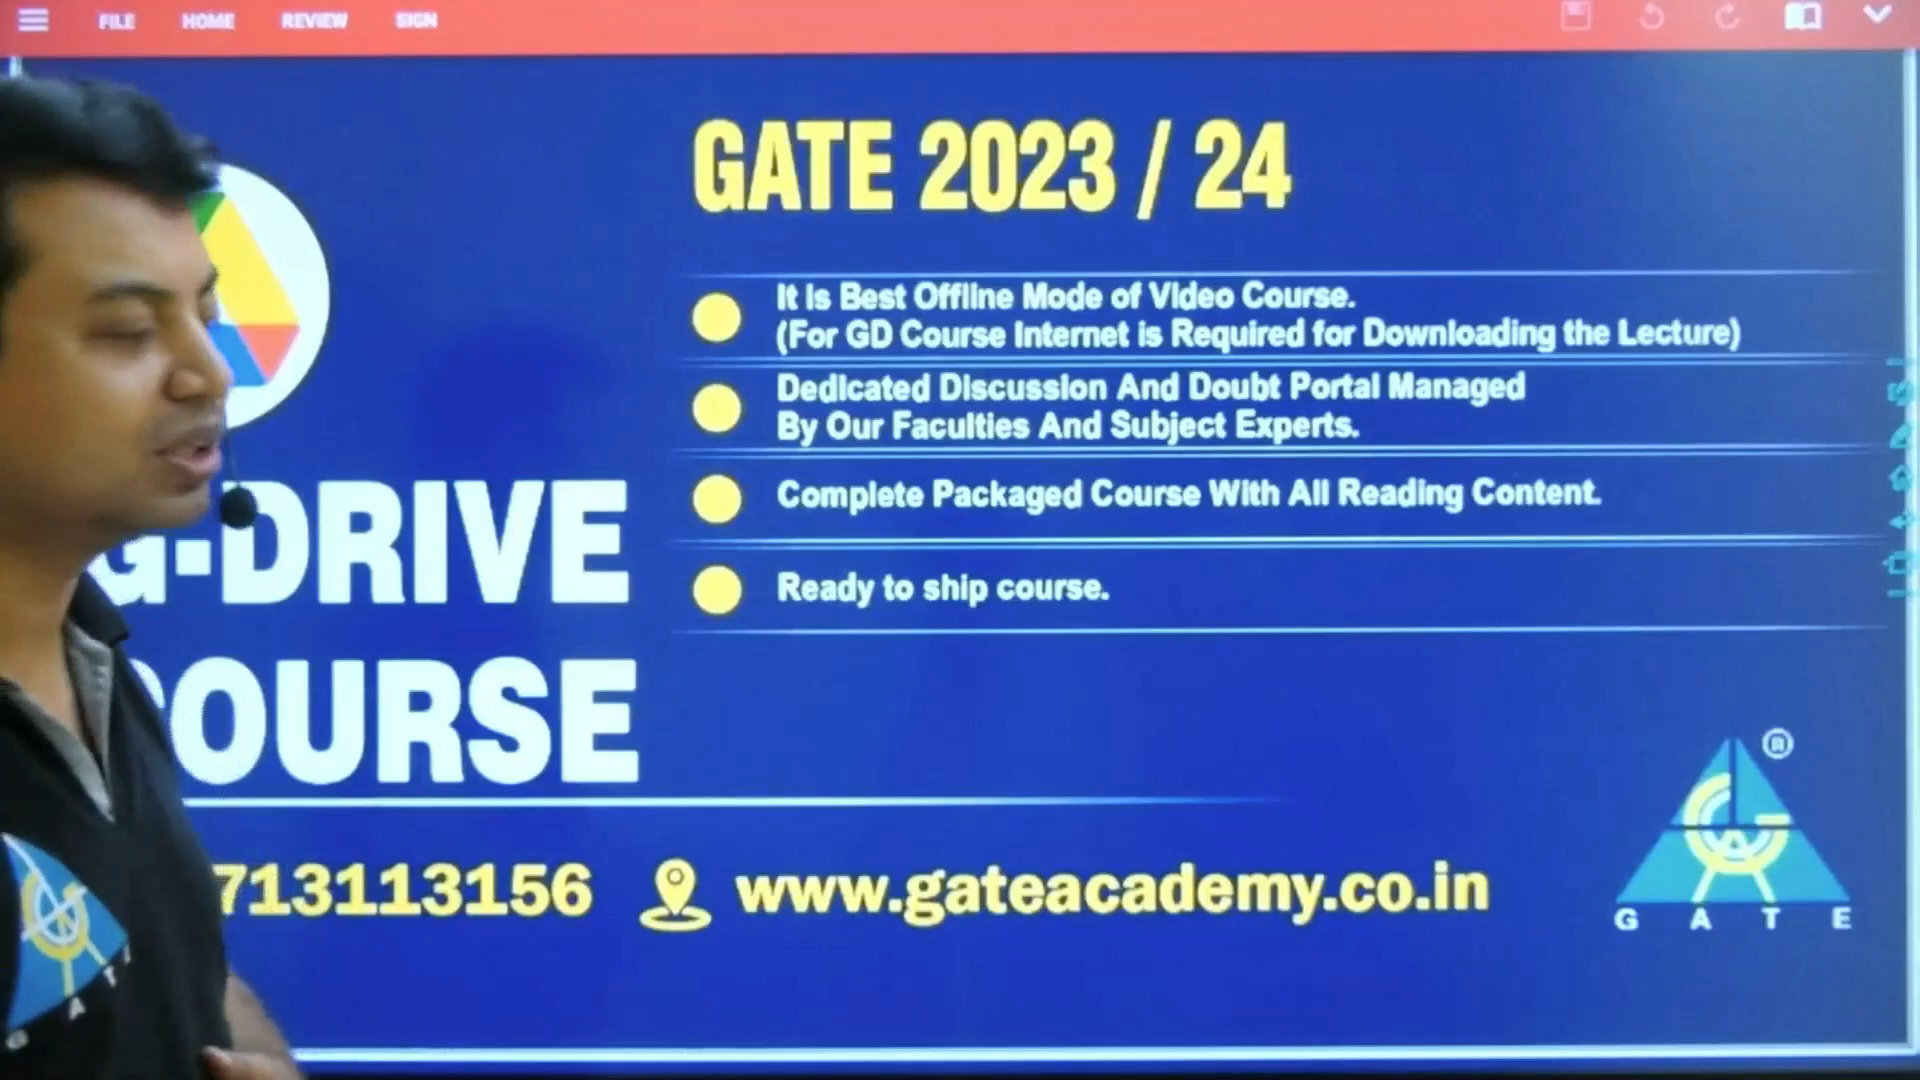 FILE HOME REVIEW SIGN
GATE 2023 / 24
It Is Best Offline Mode of Video Course.
(For GD Course Internet is Required for Downloading the Lecture)
Dedicated Discussion And Doubt Portal Managed
By Our Faculties And Subject Experts.
Complete Packaged Course With All Reading Content.
Ready to ship course.
G-DRIVE
COURSE
713113156 www.gateacademy.co.in
®
G A T E
G A T